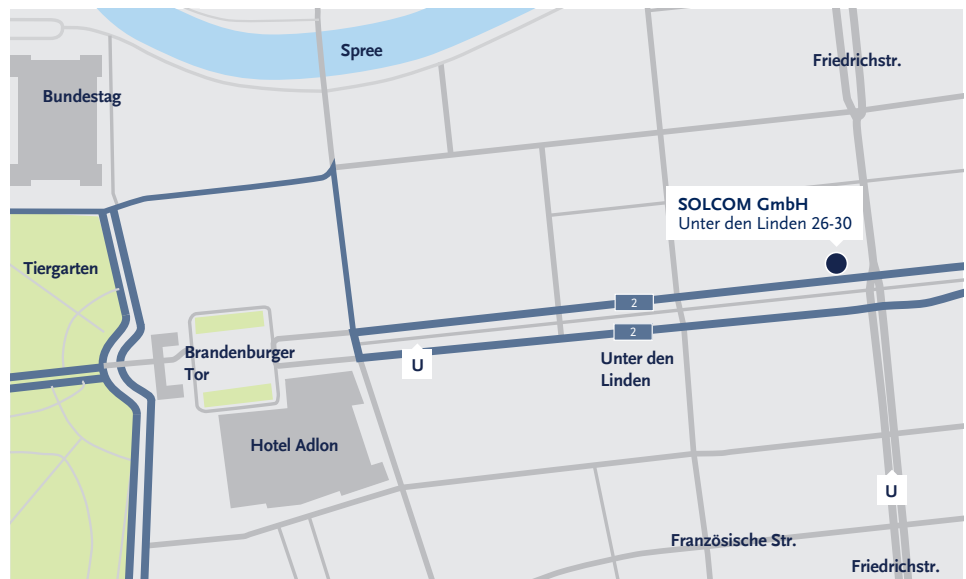 Spree
Friedrichstr.
Bundestag
SOLCOM GmbH
Unter den Linden 26-30
Tiergarten
2
2
Brandenburger
Tor
U
Unter den
Linden
Hotel Adlon
U
Französische Str.
Friedrichstr.